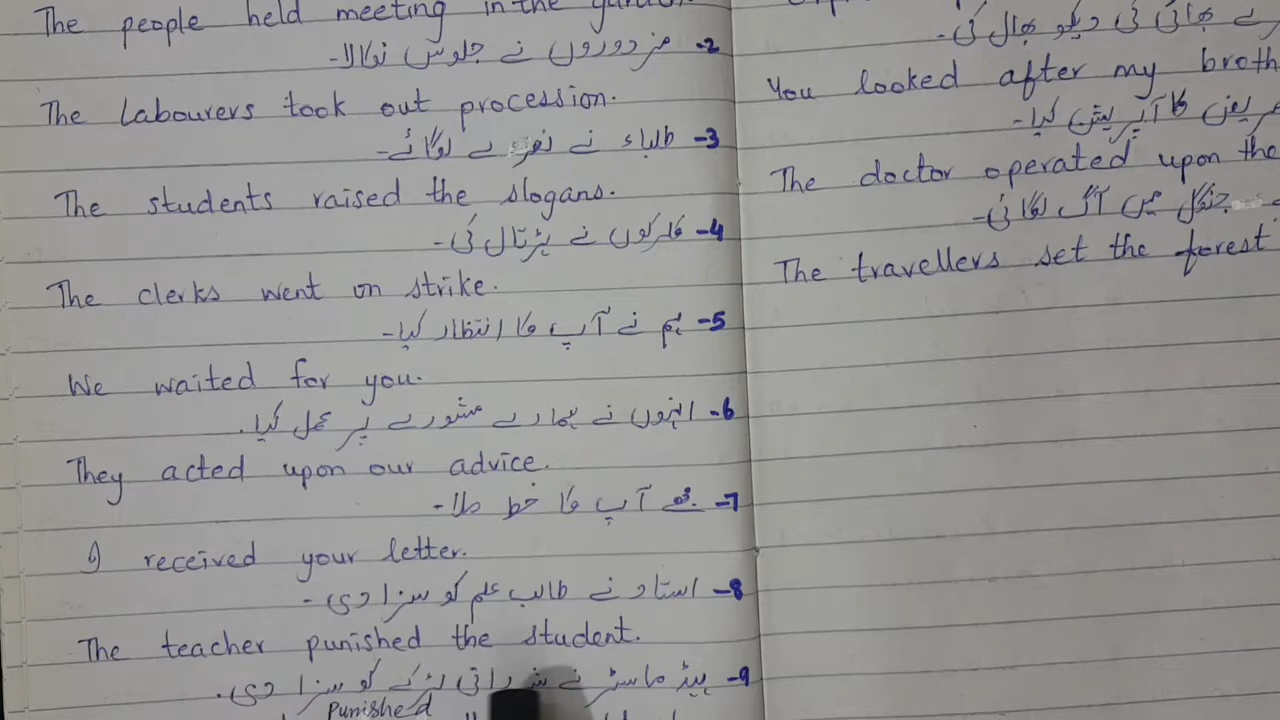 The people held meeting in the
2- مزدوروں نے جلوس نکالا-
The Labourers took out procession.
3- طلباء نے نعرے لگائے-
The students raised the slogans.
4- کلرکوں نے ہڑتال کی-
The clerks went on strike.
5- ہم نے آپ کا انتظار کیا-
We waited for you.
6- انہوں نے ہمارے مشورے پر عمل کیا.
They acted upon our advice.
7- مجھے آپ کا خط ملا-
I received your letter.
8- استاد نے طالب علم کو سزا دی-
The teacher punished the student.
9- ہیڈ ماسٹر نے شراتی لڑکے کو سزا دی.
Punished
بھائی کی دیکھ بھال کی-
You looked after my broth
کا آپریشن کیا-
The doctor operated upon the
جنگل میں آگ لگائی-
The travellers set the forest